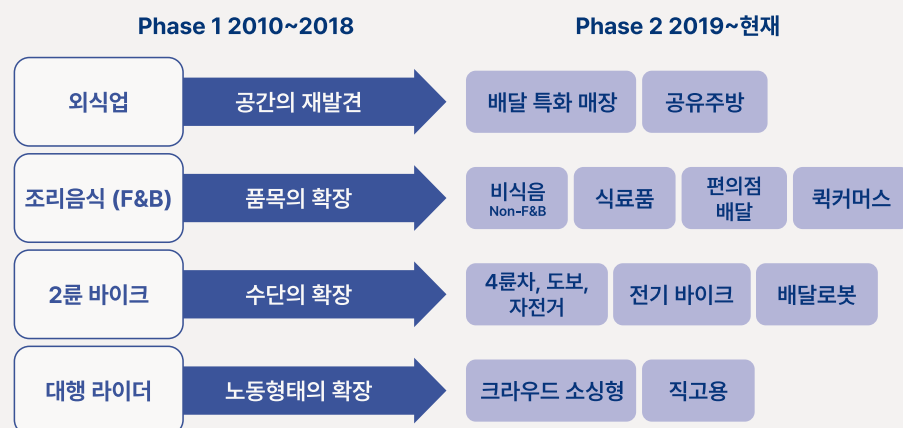 Phase 1 2010~2018
Phase 2 2019~현재
외식업
공간의 재발견
배달 특화 매장
공유주방
조리음식 (F&B)
품목의 확장
비식음
Non-F&B
식료품
편의점
배달
퀵커머스
2륜 바이크
수단의 확장
4륜차, 도보,
자전거
전기 바이크
배달로봇
대행 라이더
노동형태의 확장
크라우드 소싱형
직고용